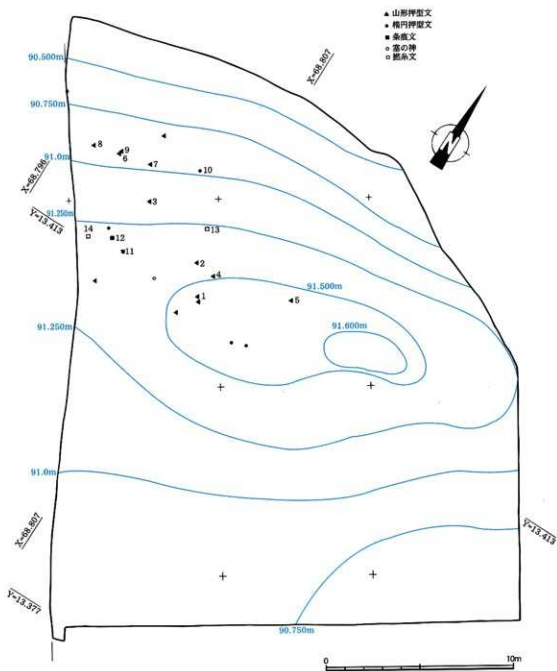 ▲ 山形押型文
● 楕円押型文
■ 条痕文
○ 塞の神
□ 撚糸文
X=68.807
90.500m
90.750m
91.0m
X=68.796
91.250m
Y=13.413
8
9
6
7
10
3
14
12
13
11
2
4
1
5
91.500m
91.600m
91.250m
91.0m
X=68.807
Y=13.413
Y=13.377
90.750m
N
0
10m